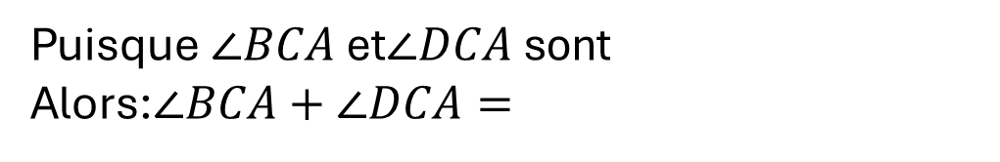 Puisque ∠BCA et∠DCA sont
Alors:∠BCA + ∠DCA =